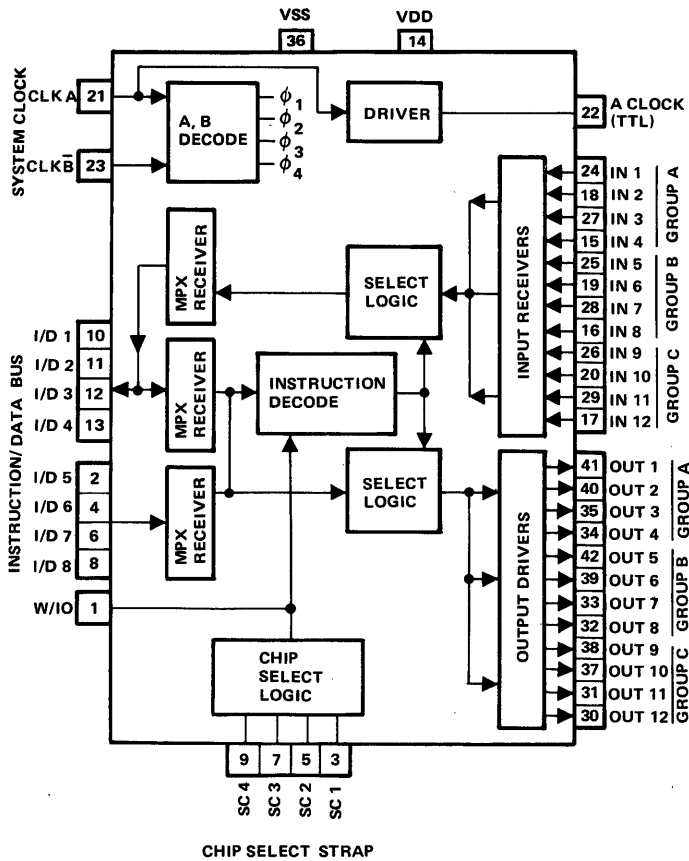 VSS
VDD
36
14
SYSTEM CLOCK
CLK A
21
CLKB̅
23
A, B
DECODE
ϕ1
ϕ2
ϕ3
ϕ4
DRIVER
22
A CLOCK
(TTL)
MPX
RECEIVER
SELECT
LOGIC
INPUT RECEIVERS
24 IN 1
18 IN 2
27 IN 3
15 IN 4
GROUP A
25 IN 5
19 IN 6
28 IN 7
16 IN 8
GROUP B
26 IN 9
20 IN 10
29 IN 11
17 IN 12
GROUP C
INSTRUCTION/DATA BUS
I/D 1 10
I/D 2 11
I/D 3 12
I/D 4 13
MPX
RECEIVER
INSTRUCTION
DECODE
I/D 5 2
I/D 6 4
I/D 7 6
I/D 8 8
MPX
RECEIVER
SELECT
LOGIC
W/IO 1
OUTPUT DRIVERS
41 OUT 1
40 OUT 2
35 OUT 3
34 OUT 4
GROUP A
42 OUT 5
39 OUT 6
33 OUT 7
32 OUT 8
GROUP B
38 OUT 9
37 OUT 10
31 OUT 11
30 OUT 12
GROUP C
CHIP
SELECT
LOGIC
9 7 5 3
SC 4
SC 3
SC 2
SC 1
CHIP SELECT STRAP